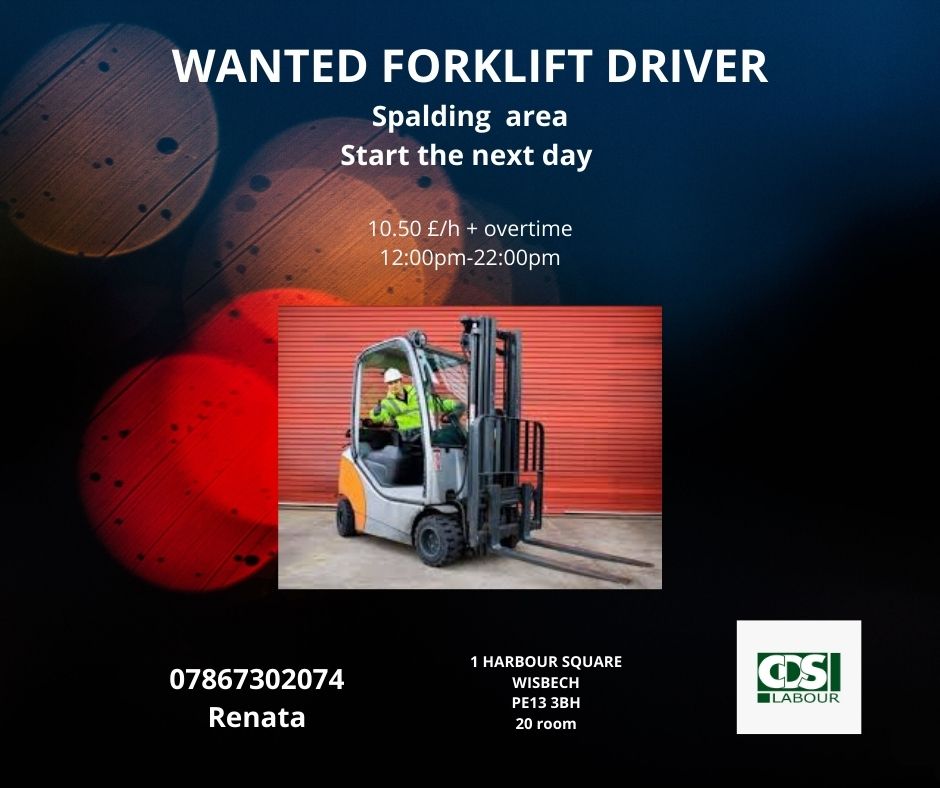 WANTED FORKLIFT DRIVER
Spalding area
Start the next day
10.50 £/h + overtime
12:00pm-22:00pm
07867302074
Renata
1 HARBOUR SQUARE
WISBECH
PE13 3BH
20 room
CDS
LABOUR